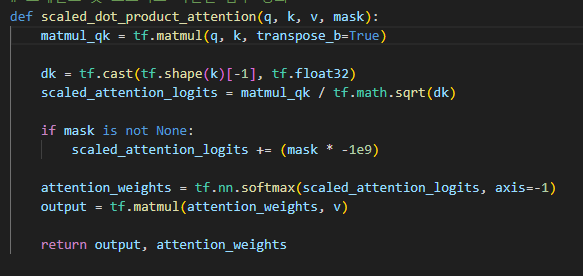 def scaled_dot_product_attention(q, k, v, mask):
    matmul_qk = tf.matmul(q, k, transpose_b=True)

    dk = tf.cast(tf.shape(k)[-1], tf.float32)
    scaled_attention_logits = matmul_qk / tf.math.sqrt(dk)

    if mask is not None:
        scaled_attention_logits += (mask * -1e9)

    attention_weights = tf.nn.softmax(scaled_attention_logits, axis=-1)
    output = tf.matmul(attention_weights, v)

    return output, attention_weights